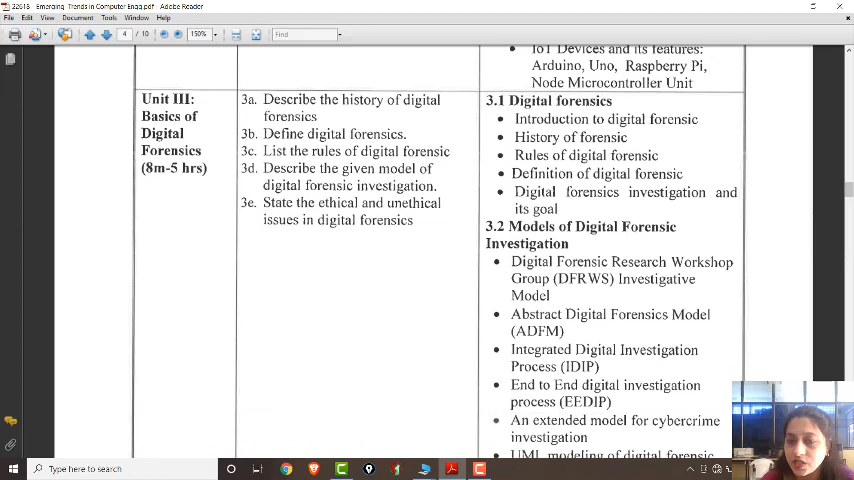 22618 - Emerging Trends in Computer Engg.pdf - Adobe Reader
File Edit View Document Tools Window Help
4 / 10 150% Find
IoT Devices and its features:
Arduino, Uno, Raspberry Pi,
Node Microcontroller Unit
Unit III:
Basics of
Digital
Forensics
(8m-5 hrs)
3a. Describe the history of digital
forensics
3b. Define digital forensics.
3c. List the rules of digital forensic
3d. Describe the given model of
digital forensic investigation.
3e. State the ethical and unethical
issues in digital forensics
3.1 Digital forensics
• Introduction to digital forensic
• History of forensic
• Rules of digital forensic
• Definition of digital forensic
• Digital forensics investigation and
its goal
3.2 Models of Digital Forensic
Investigation
• Digital Forensic Research Workshop
Group (DFRWS) Investigative
Model
• Abstract Digital Forensics Model
(ADFM)
• Integrated Digital Investigation
Process (IDIP)
• End to End digital investigation
process (EEDIP)
• An extended model for cybercrime
investigation
• UML modeling of digital forensic
Type here to search